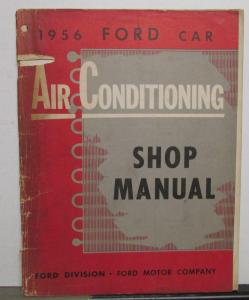 1956 FORD CAR
AIR CONDITIONING
SHOP
MANUAL
FORD DIVISION • FORD MOTOR COMPANY